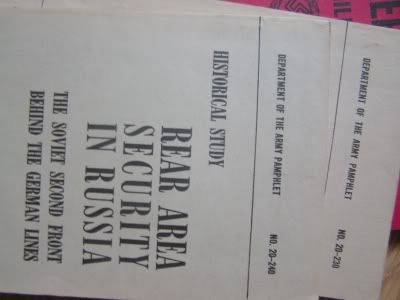 DEPARTMENT OF THE ARMY PAMPHLET
NO. 20-230
DEPARTMENT OF THE ARMY PAMPHLET
NO. 20-240
HISTORICAL STUDY
REAR AREA
SECURITY
IN RUSSIA
THE SOVIET SECOND FRONT
BEHIND THE GERMAN LINES